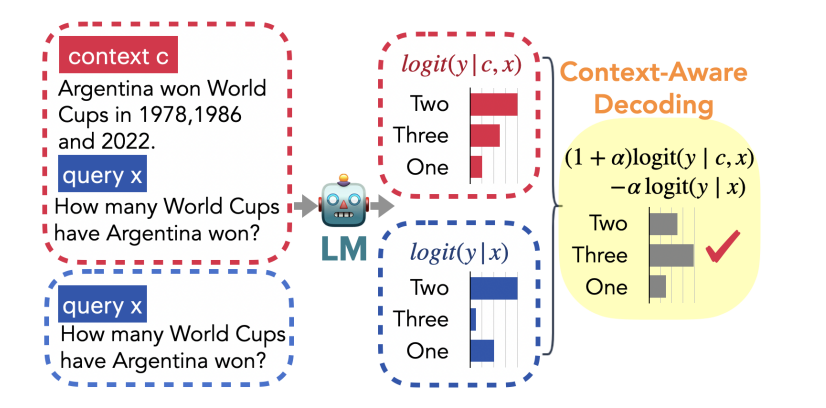 context c
Argentina won World
Cups in 1978,1986
and 2022.
query x
How many World Cups
have Argentina won?
query x
How many World Cups
have Argentina won?
LM
logit(y | c, x)
Two
Three
One
logit(y | x)
Two
Three
One
Context-Aware
Decoding
(1 + α)logit(y | c, x)
−α logit(y | x)
Two
Three
One